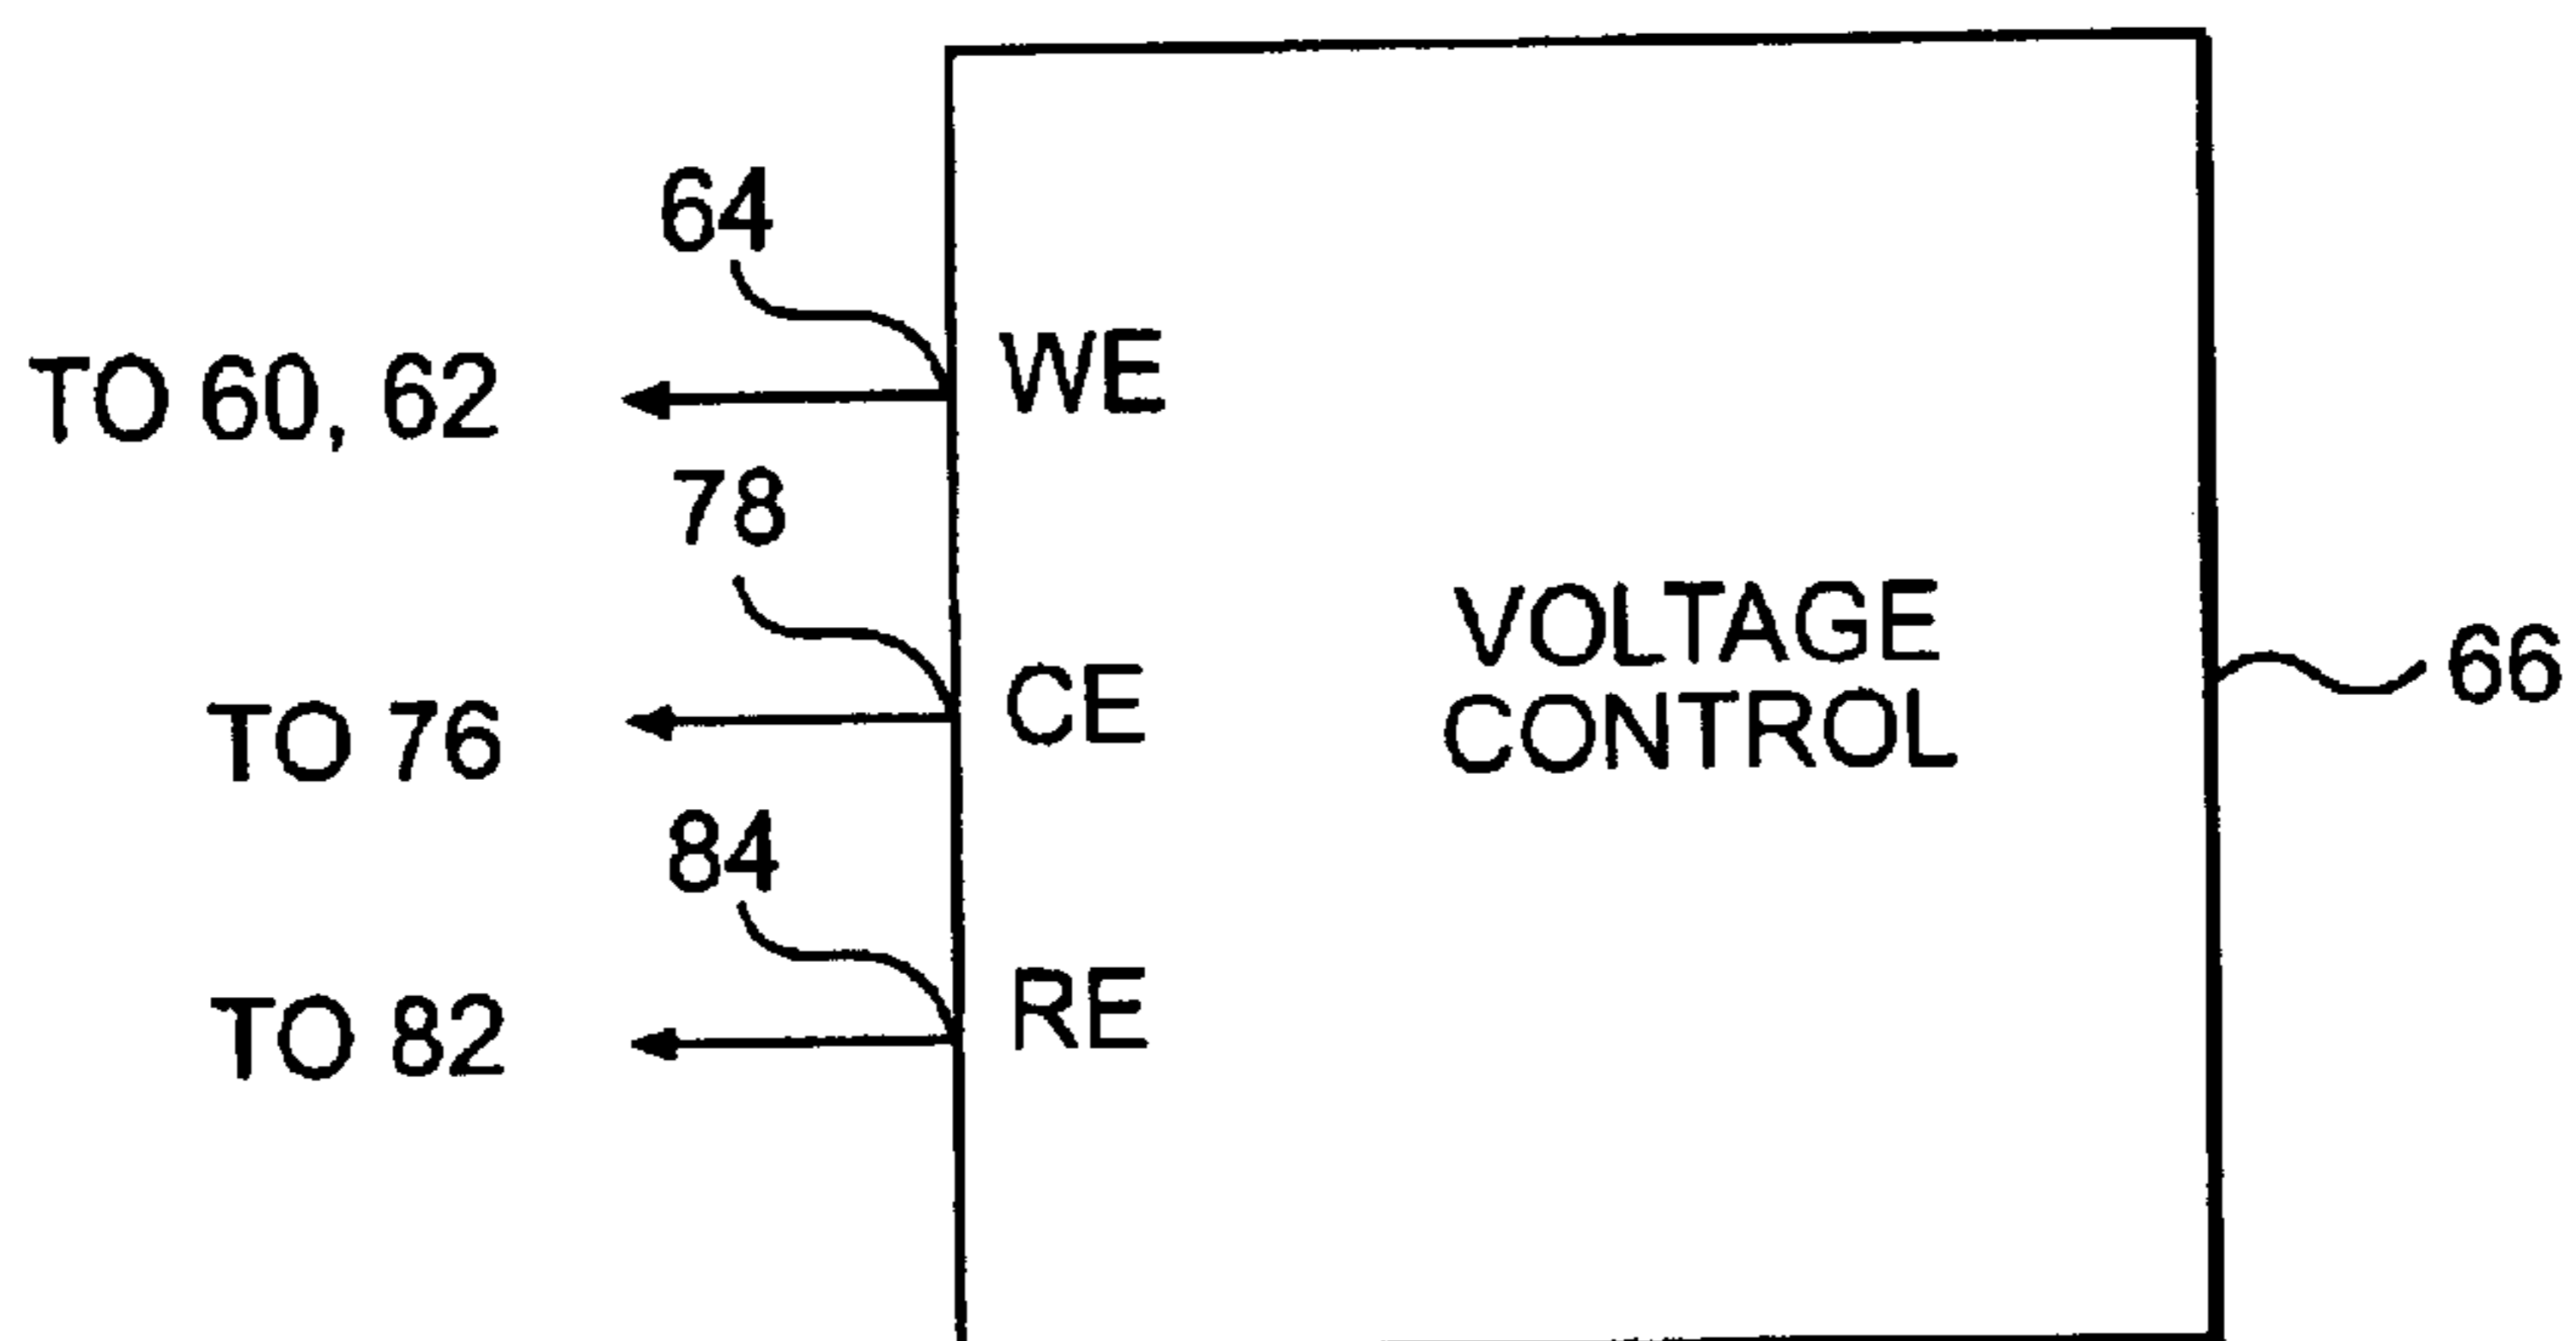 64
TO 60, 62
WE
78
TO 76
CE
VOLTAGE
CONTROL
66
84
TO 82
RE